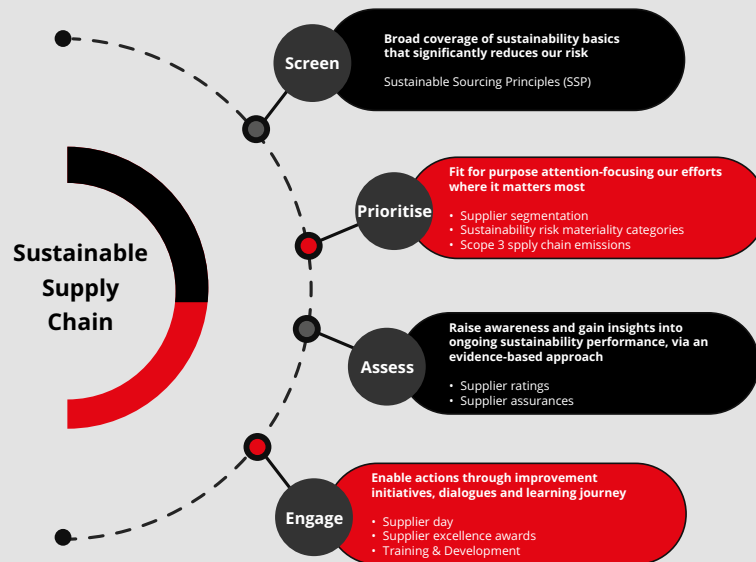 Sustainable
Supply
Chain
Screen
Broad coverage of sustainability basics
that significantly reduces our risk
Sustainable Sourcing Principles (SSP)
Prioritise
Fit for purpose attention-focusing our efforts
where it matters most
• Supplier segmentation
• Sustainability risk materiality categories
• Scope 3 spply chain emissions
Assess
Raise awareness and gain insights into
ongoing sustainability performance, via an
evidence-based approach
• Supplier ratings
• Supplier assurances
Engage
Enable actions through improvement
initiatives, dialogues and learning journey
• Supplier day
• Supplier excellence awards
• Training & Development